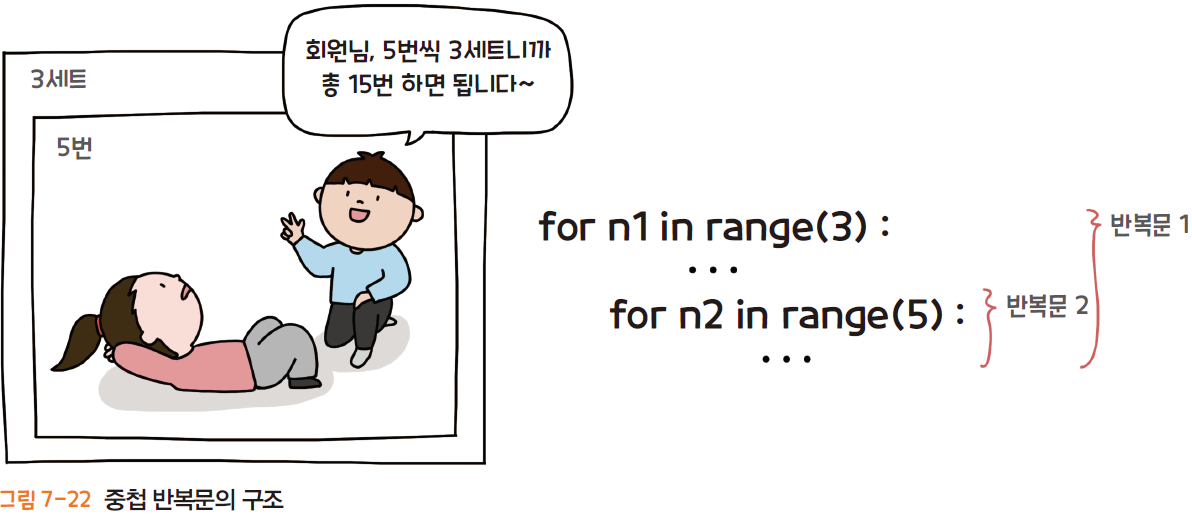 회원님, 5번씩 3세트니까
총 15번 하면 됩니다~
3세트
5번
for n1 in range(3) :
...
for n2 in range(5) :
...
반복문 2
반복문 1
그림 7-22 중첩 반복문의 구조